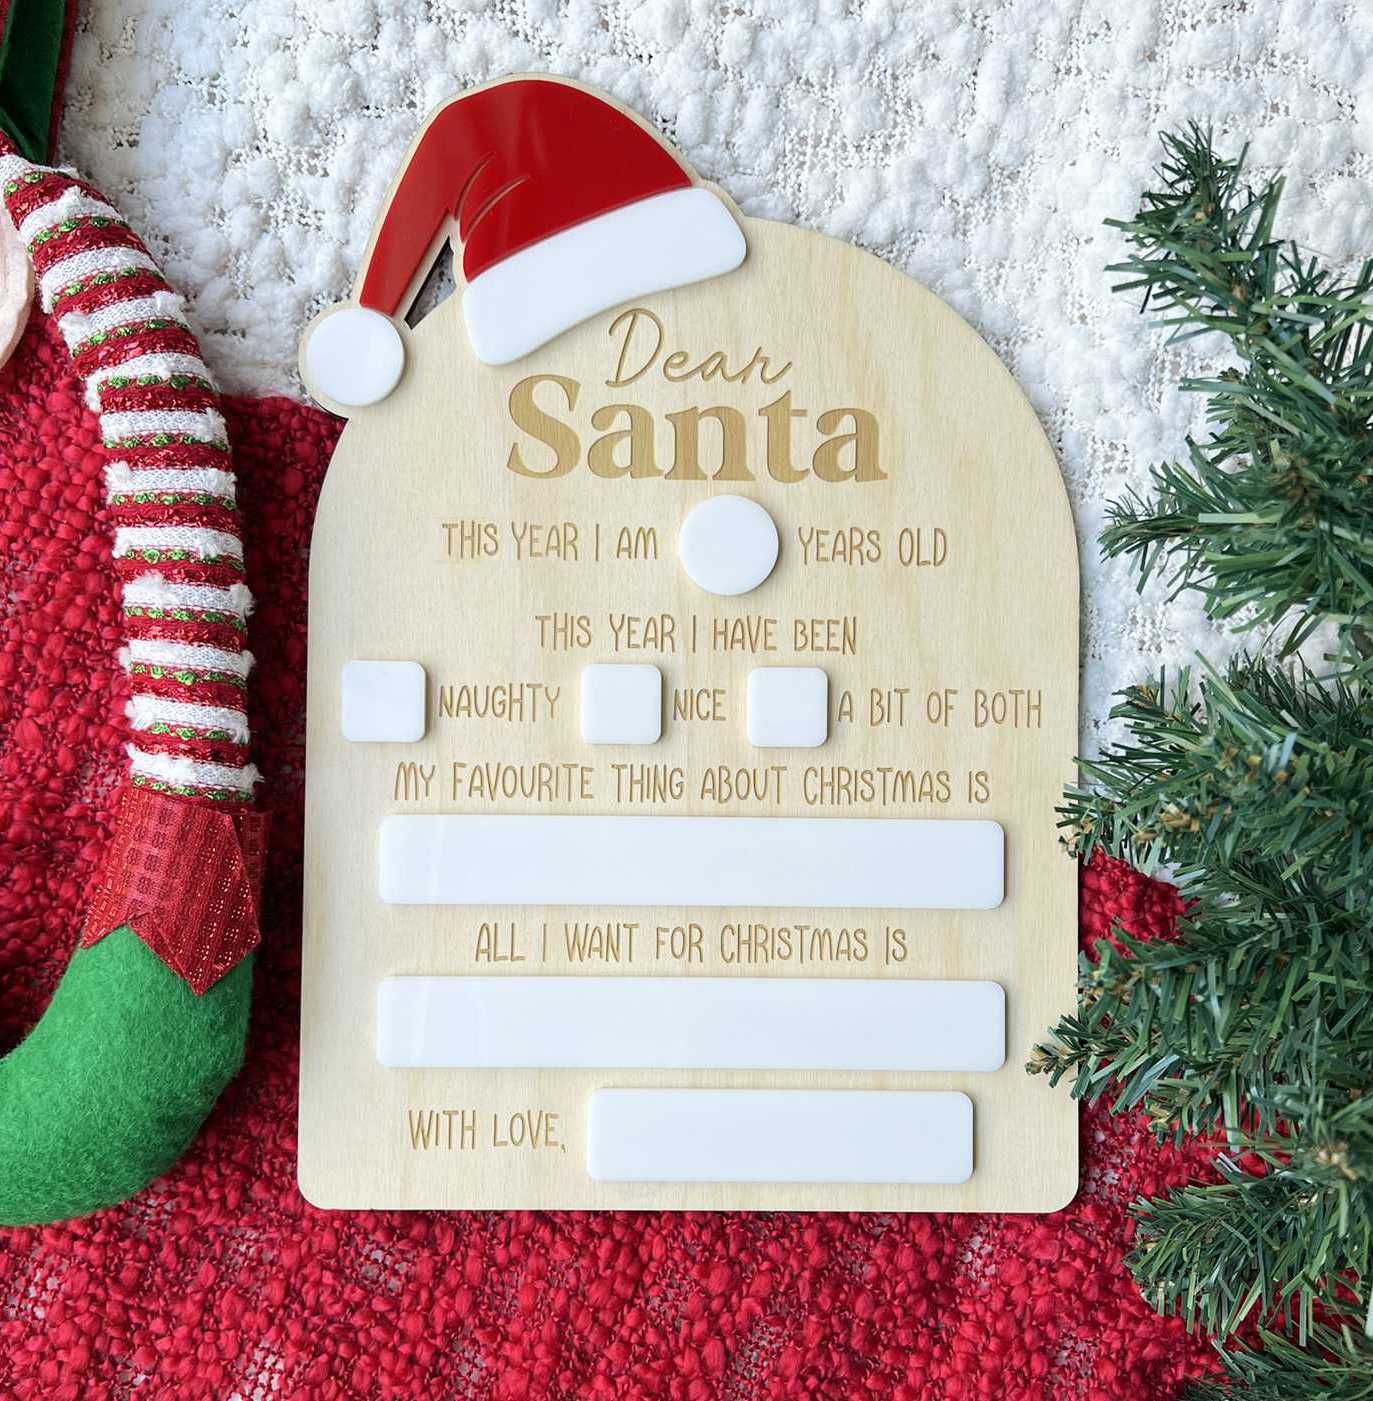 Dear
Santa
THIS YEAR I AM YEARS OLD
THIS YEAR I HAVE BEEN
NAUGHTY NICE A BIT OF BOTH
MY FAVOURITE THING ABOUT CHRISTMAS IS
ALL I WANT FOR CHRISTMAS IS
WITH LOVE,